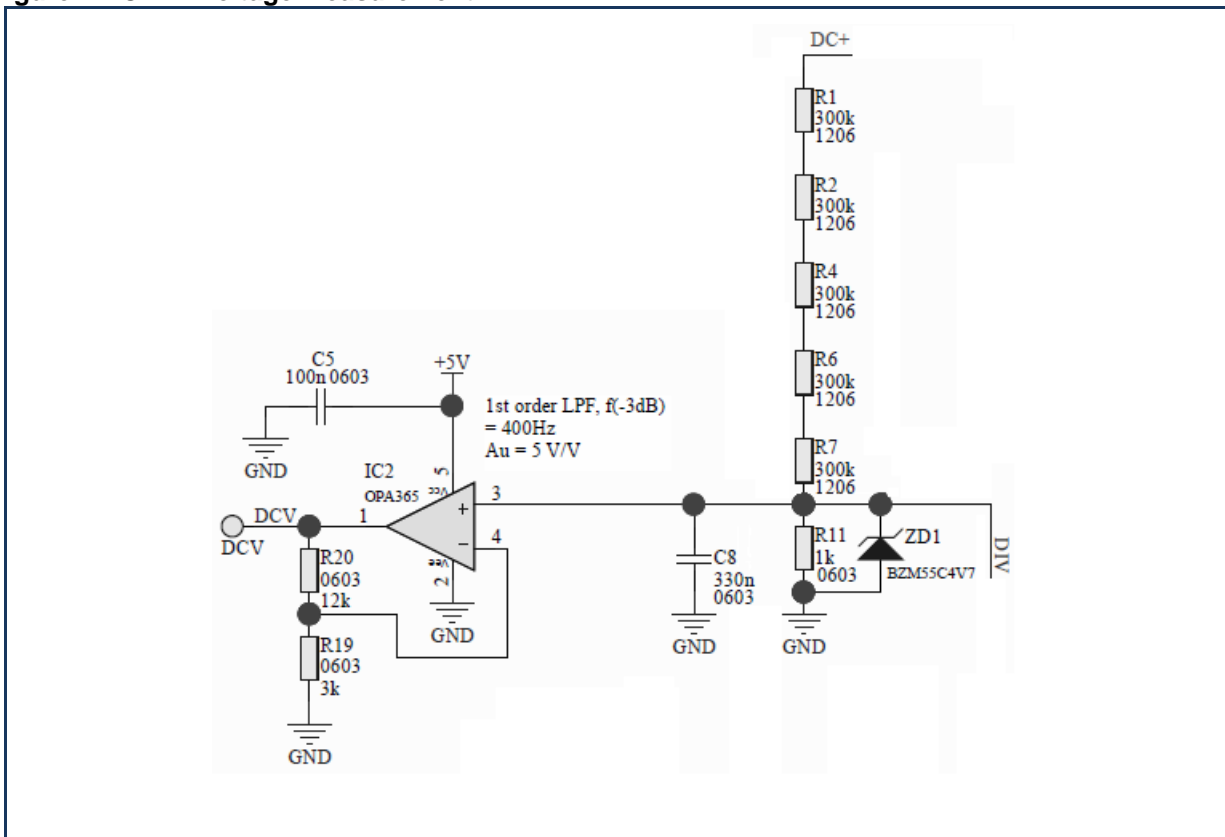 DC+
R1
300k
1206
R2
300k
1206
R4
300k
1206
R6
300k
1206
R7
300k
1206
C5
100n 0603
+5V
GND
1st order LPF, f(-3dB)
= 400Hz
Au = 5 V/V
IC2
OPA365
5
Vcc
3
+
DCV
1
4
−
DCV
Vee
2
GND
R20
0603
12k
R19
0603
3k
GND
C8
330n
0603
GND
R11
1k
0603
GND
ZD1
BZM55C4V7
DIV